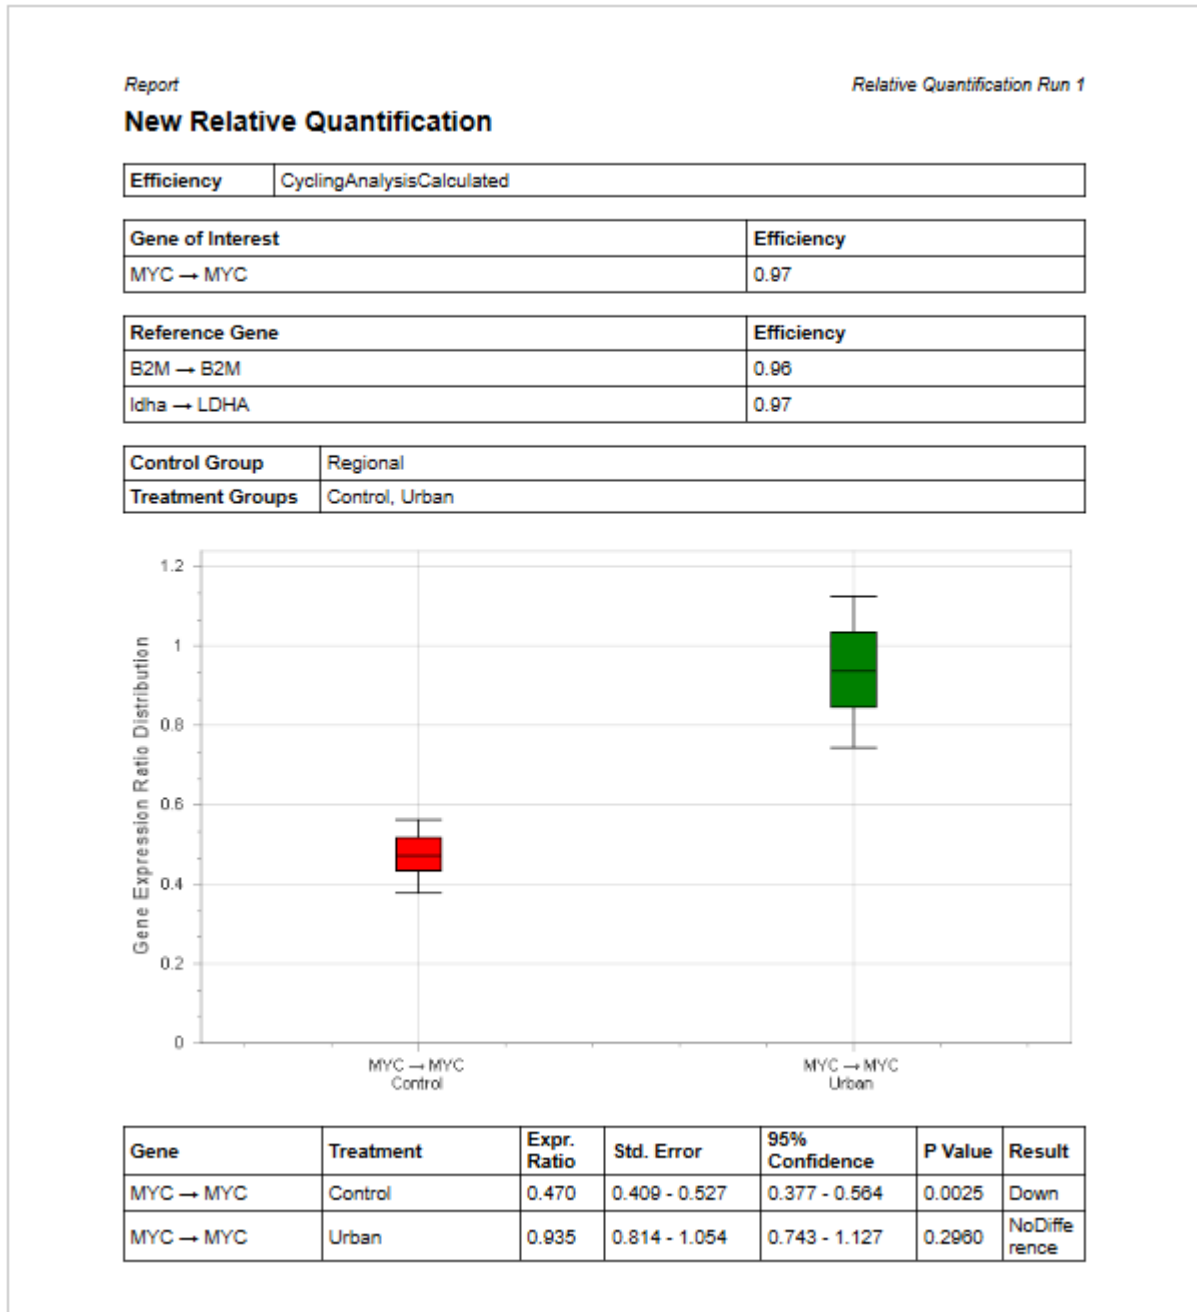 Report Relative Quantification Run 1
New Relative Quantification
Efficiency CyclingAnalysisCalculated
Gene of Interest Efficiency
MYC → MYC 0.97
Reference Gene Efficiency
B2M → B2M 0.96
ldha → LDHA 0.97
Control Group Regional
Treatment Groups Control, Urban
Gene Expression Ratio Distribution
1.2
1
0.8
0.6
0.4
0.2
0
MYC → MYC MYC → MYC
Control Urban
Gene Treatment Expr. Ratio Std. Error 95% Confidence P Value Result
MYC → MYC Control 0.470 0.409 - 0.527 0.377 - 0.564 0.0025 Down
MYC → MYC Urban 0.935 0.814 - 1.054 0.743 - 1.127 0.2960 NoDiffe
rence